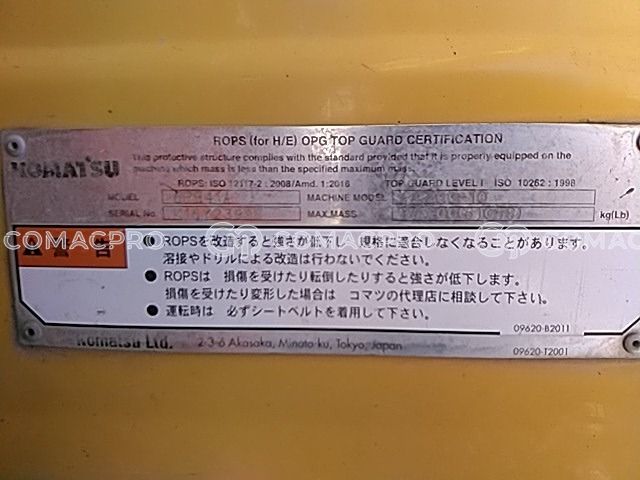 ROPS (for H/E) OPG TOP GUARD CERTIFICATION
KOMATSU
This protective structure complies with the standard provided that it is properly equipped on the
machine which mass is less than the specified maximum mass.
ROPS: ISO 12117-2 : 2008/Amd. 1:2016 TOP GUARD LEVEL I ISO 10262 : 1998
MODEL MACHINE MODEL
SERIAL No. MAX.MASS kg(Lb)
COMACPRO COMACPRO COMACPRO
警告
ROPSを改造すると強さが低下し 規格に適合しなくなることがあります。
溶接やドリルによる改造は行わないでください。
● ROPSは 損傷を受けたり転倒したりすると強さが低下します。
損傷を受けたり変形した場合は コマツの代理店に相談して下さい。
● 運転時は 必ずシートベルトを着用して下さい。
09620-B2011
Komatsu Ltd. 2-3-6 Akasaka, Minato-ku, Tokyo, Japan 09620-T2001